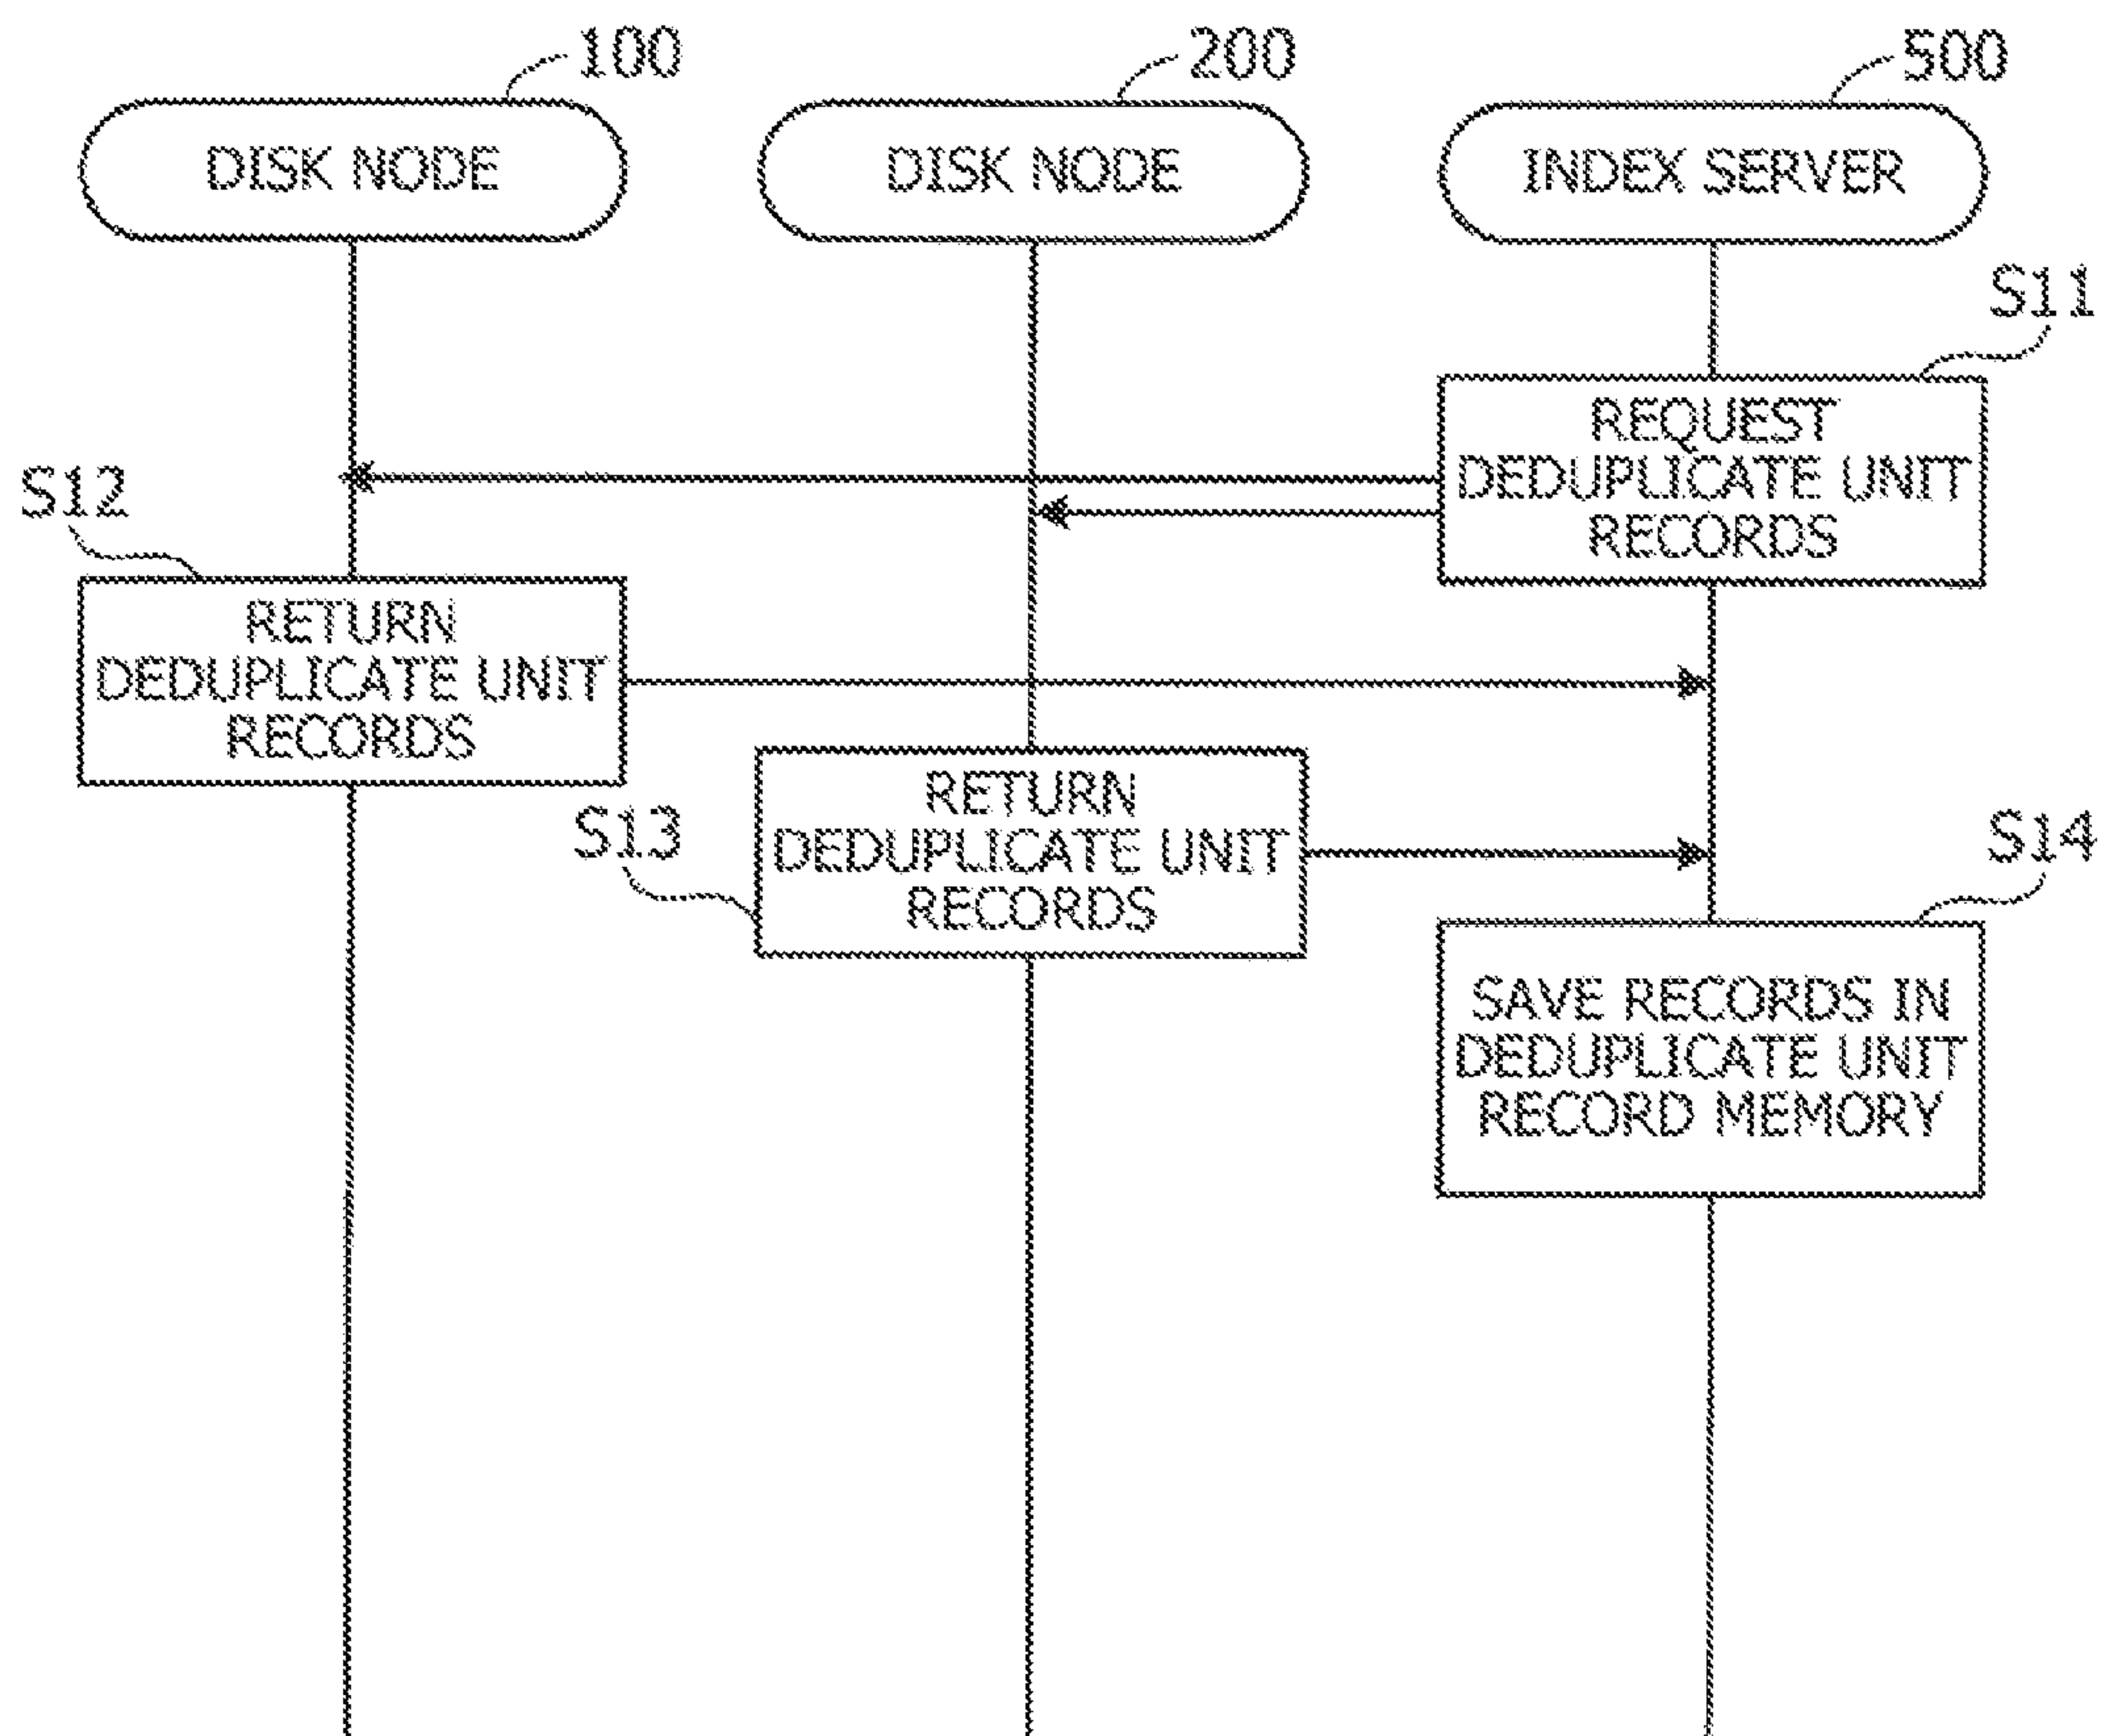 100
200
500
DISK NODE
DISK NODE
INDEX SERVER
S11
REQUEST
DEDUPLICATE UNIT
RECORDS
S12
RETURN
DEDUPLICATE UNIT
RECORDS
S13
RETURN
DEDUPLICATE UNIT
RECORDS
S14
SAVE RECORDS IN
DEDUPLICATE UNIT
RECORD MEMORY